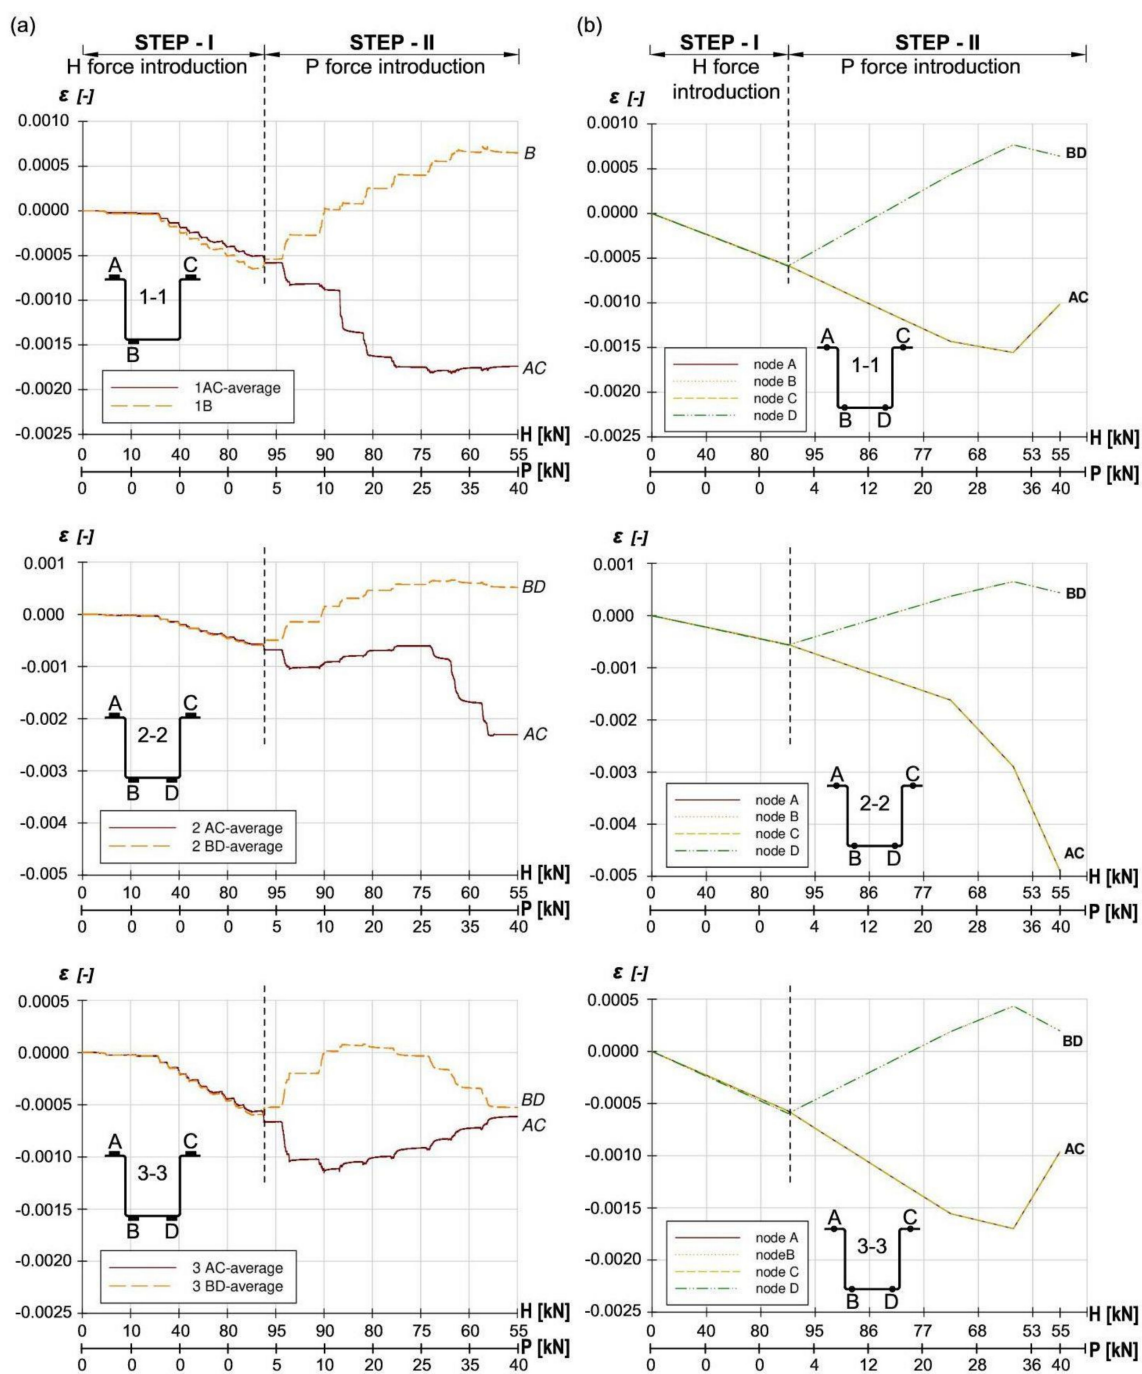 (a)
STEP - I
STEP - II
H force introduction
P force introduction
ε [-]
0.0010
0.0005
0.0000
-0.0005
-0.0010
-0.0015
-0.0020
-0.0025
B
AC
A C
1-1
B
1AC-average
1B
0 10 40 80 95 90 80 75 65 60 55 H [kN]
0 0 0 0 5 10 20 25 35 40 P [kN]
ε [-]
0.001
0.000
-0.001
-0.002
-0.003
-0.004
-0.005
BD
AC
A C
2-2
B D
2 AC-average
2 BD-average
0 10 40 80 95 90 80 75 60 55 H [kN]
0 0 0 0 5 10 20 25 35 40 P [kN]
ε [-]
0.0005
0.0000
-0.0005
-0.0010
-0.0015
-0.0020
-0.0025
BD
AC
A C
3-3
B D
3 AC-average
3 BD-average
0 10 40 80 95 90 80 75 60 55 H [kN]
0 0 0 0 5 10 20 25 35 40 P [kN]
(b)
STEP - I
STEP - II
H force
introduction
P force introduction
ε [-]
0.0010
0.0005
0.0000
-0.0005
-0.0010
-0.0015
-0.0020
-0.0025
BD
AC
A C
1-1
B D
node A
node B
node C
node D
0 40 80 95 86 77 68 53 55 H [kN]
0 0 0 4 12 20 28 36 40 P [kN]
ε [-]
0.001
0.000
-0.001
-0.002
-0.003
-0.004
-0.005
BD
AC
A C
2-2
B D
node A
node B
node C
node D
0 40 80 95 86 77 68 53 55 H [kN]
0 0 0 4 12 20 28 36 40 P [kN]
ε [-]
0.0005
0.0000
-0.0005
-0.0010
-0.0015
-0.0020
-0.0025
BD
AC
A C
3-3
B D
node A
nodeB
node C
node D
0 40 80 95 86 77 68 53 55 H [kN]
0 0 0 4 12 20 28 36 40 P [kN]